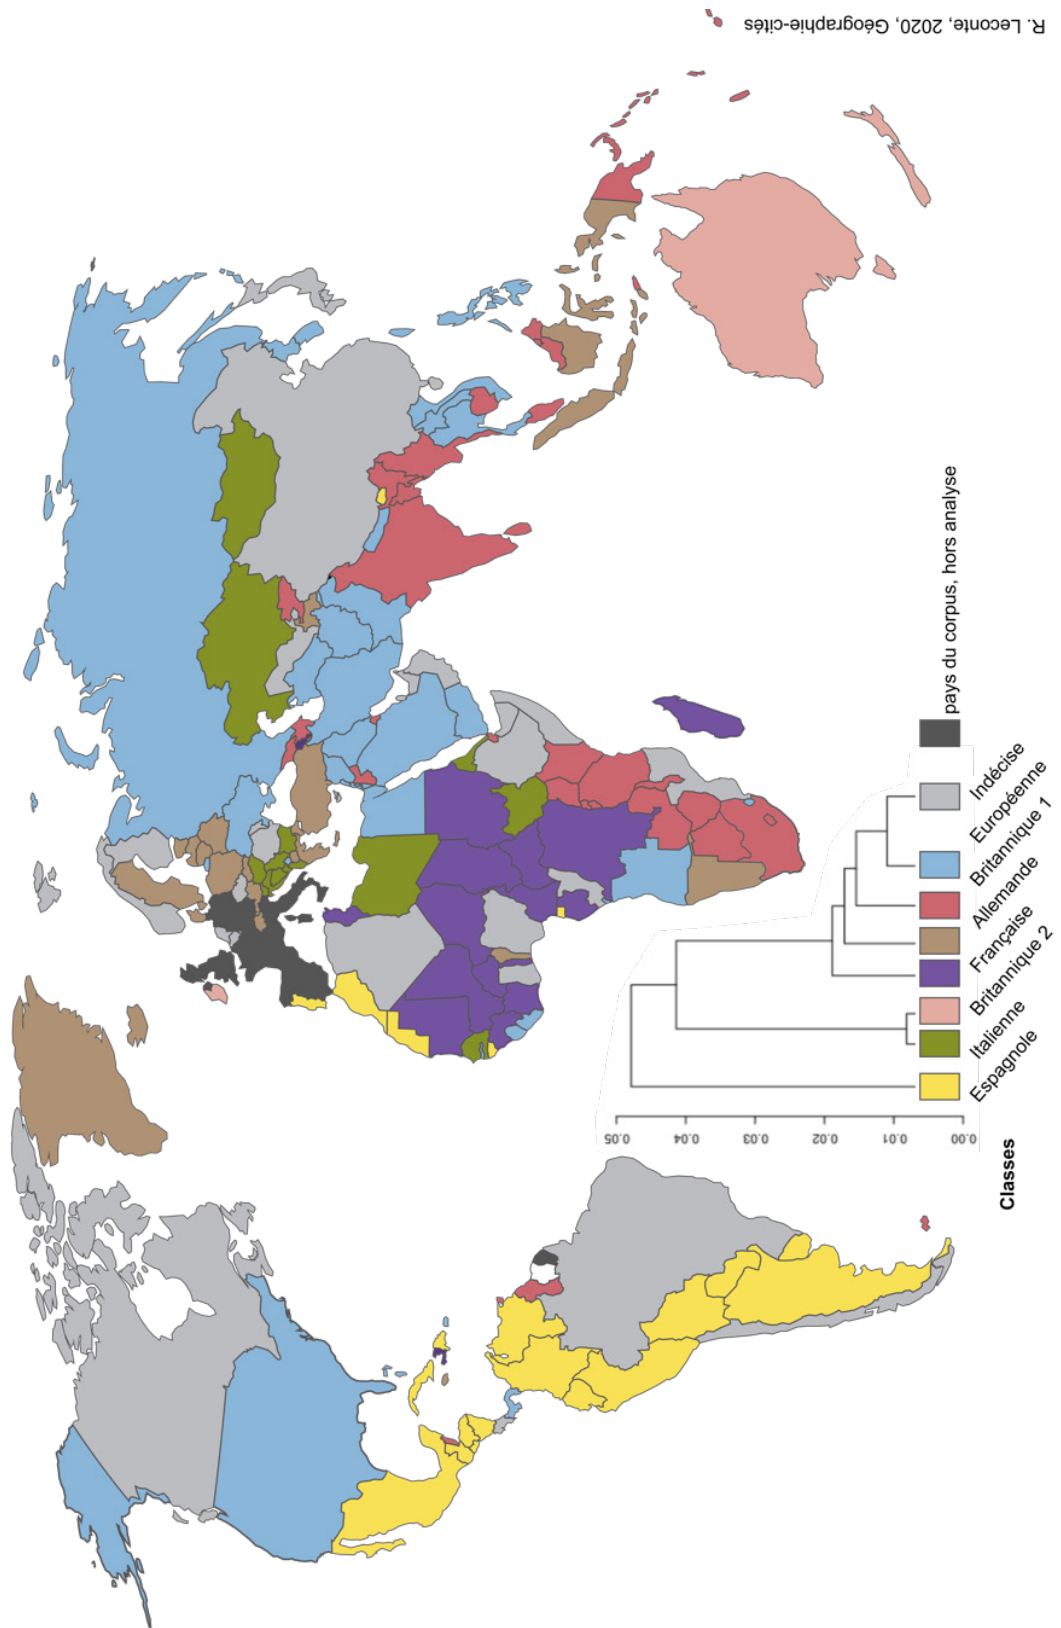 R. Leconte, 2020, Géographie-cités
pays du corpus, hors analyse
Indécise
Européenne
Britannique 1
Allemande
Française
Britannique 2
Italienne
Espagnole
0.05
0.04
0.03
0.02
0.01
0.00
Classes